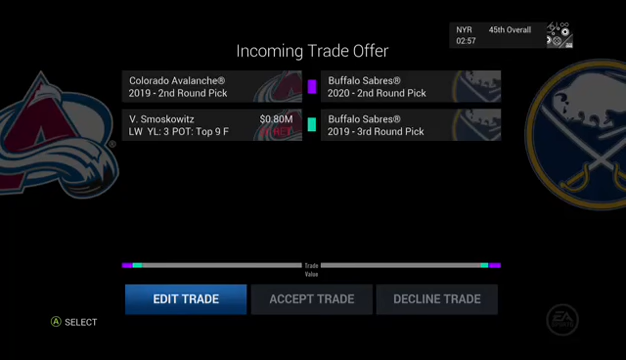 NYR 45th Overall
02:57
Incoming Trade Offer
Colorado Avalanche®
2019 - 2nd Round Pick
Buffalo Sabres®
2020 - 2nd Round Pick
V. Smoskowitz $0.80M
LW YL: 3 POT: Top 9 F
Buffalo Sabres®
2019 - 3rd Round Pick
Trade
Value
EDIT TRADE
ACCEPT TRADE
DECLINE TRADE
A SELECT
EA
SPORTS